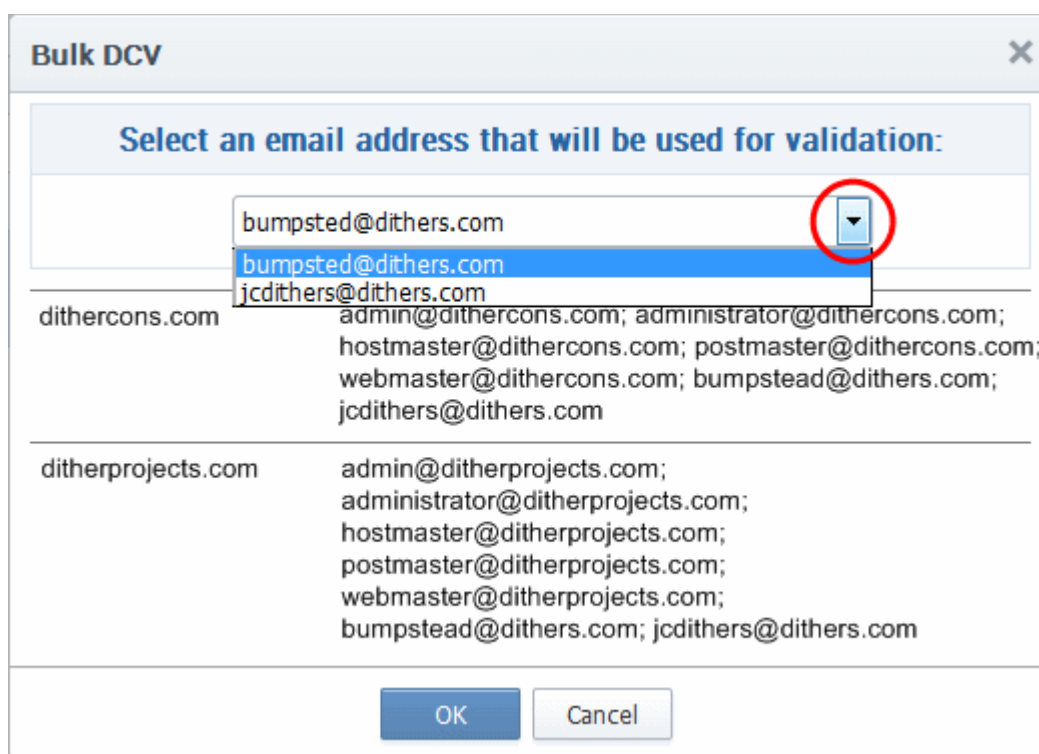 Bulk DCV
Select an email address that will be used for validation:
bumpsted@dithers.com
bumpsted@dithers.com
jcdithers@dithers.com
dithercons.com admin@dithercons.com; administrator@dithercons.com;
hostmaster@dithercons.com; postmaster@dithercons.com;
webmaster@dithercons.com; bumpstead@dithers.com;
jcdithers@dithers.com
ditherprojects.com admin@ditherprojects.com;
administrator@ditherprojects.com;
hostmaster@ditherprojects.com;
postmaster@ditherprojects.com;
webmaster@ditherprojects.com;
bumpstead@dithers.com; jcdithers@dithers.com
OK Cancel